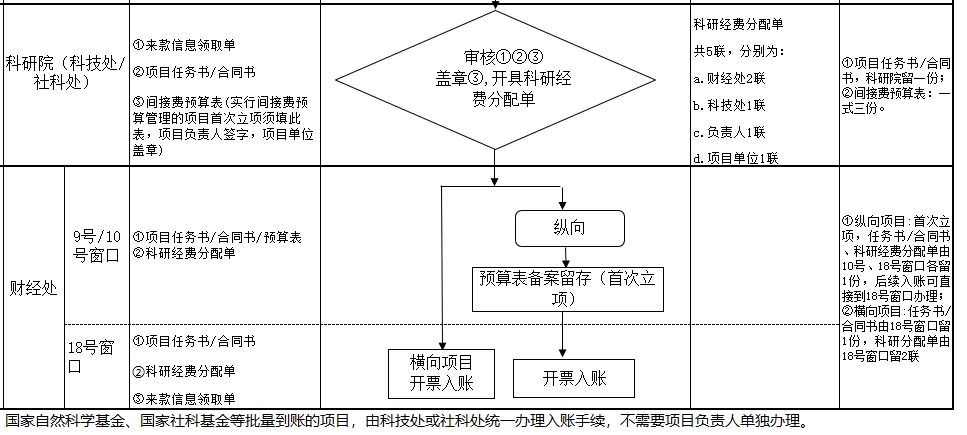 科研院（科技处/
社科处）
①来款信息领取单
②项目任务书/合同书
③间接费预算表(实行间接费预
算管理的项目首次立项须填此
表，项目负责人签字，项目单位
盖章)
审核①②③
盖章③,开具科研经
费分配单
科研经费分配单
共5联，分别为：
a.财经处2联
b.科技处1联
c.负责人1联
d.项目单位1联
①项目任务书/合同
书，科研院留一份；
②间接费预算表：一
式三份。
财经处
9号/10
号窗口
①项目任务书/合同书/预算表
②科研经费分配单
纵向
预算表备案留存（首次立
项）
18号窗
口
①项目任务书/合同书
②科研经费分配单
③来款信息领取单
横向项目
开票入账
开票入账
①纵向项目:首次立
项，任务书/合同书
、科研经费分配单由
10号、18号窗口各留
1份，后续入账可直
接到18号窗口办理；
②横向项目:任务书/
合同书由18号窗口留
1份，科研分配单由
18号窗口留2联
国家自然科学基金、国家社科基金等批量到账的项目，由科技处或社科处统一办理入账手续，不需要项目负责人单独办理。